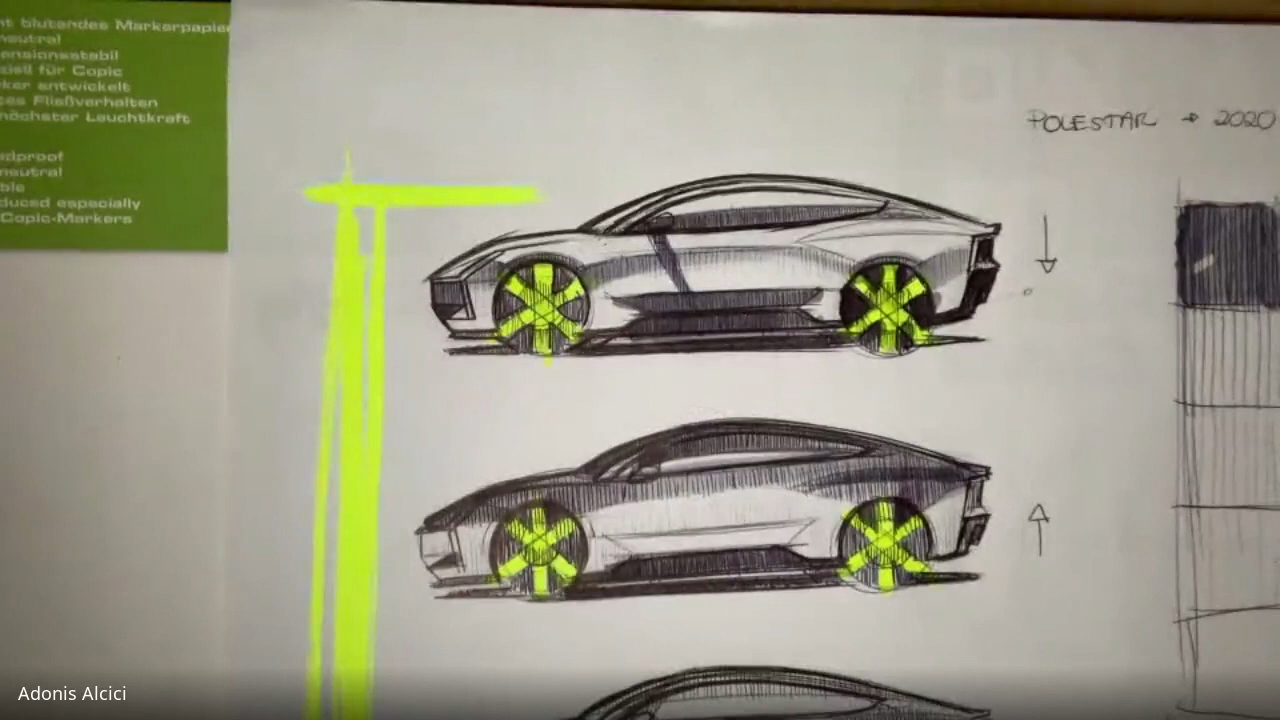 nt blutendes Markerpapier
neutral
ensionsstabil
ziell für Copic
ker entwickelt
tes Fließverhalten
höchster Leuchtkraft
edproof
neutral
ble
duced especially
Copic-Markers
POLESTAR → 2020
Adonis Alcici